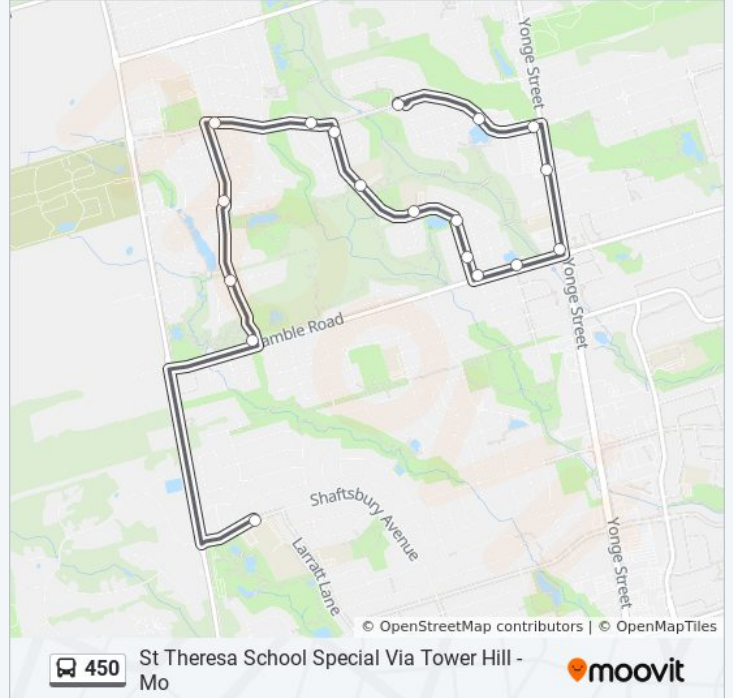 Yonge Street
Yonge Street
amble Road
Shaftsbury Avenue
Larratt Lane
Yonge Street
© OpenStreetMap contributors | © OpenMapTiles
450
St Theresa School Special Via Tower Hill -
Mo
moovit